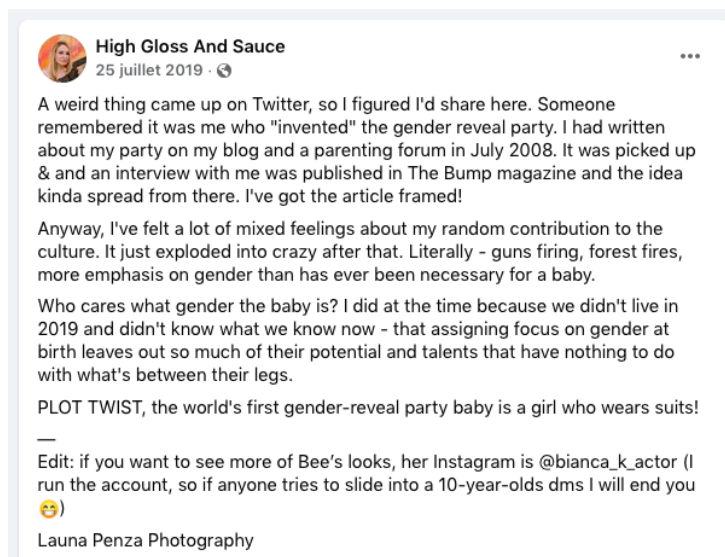 High Gloss And Sauce
25 juillet 2019 ·
A weird thing came up on Twitter, so I figured I'd share here. Someone
remembered it was me who "invented" the gender reveal party. I had written
about my party on my blog and a parenting forum in July 2008. It was picked up
& and an interview with me was published in The Bump magazine and the idea
kinda spread from there. I've got the article framed!
Anyway, I've felt a lot of mixed feelings about my random contribution to the
culture. It just exploded into crazy after that. Literally - guns firing, forest fires,
more emphasis on gender than has ever been necessary for a baby.
Who cares what gender the baby is? I did at the time because we didn't live in
2019 and didn't know what we know now - that assigning focus on gender at
birth leaves out so much of their potential and talents that have nothing to do
with what's between their legs.
PLOT TWIST, the world's first gender-reveal party baby is a girl who wears suits!
—
Edit: if you want to see more of Bee’s looks, her Instagram is @bianca_k_actor (I
run the account, so if anyone tries to slide into a 10-year-olds dms I will end you
😁)
Launa Penza Photography